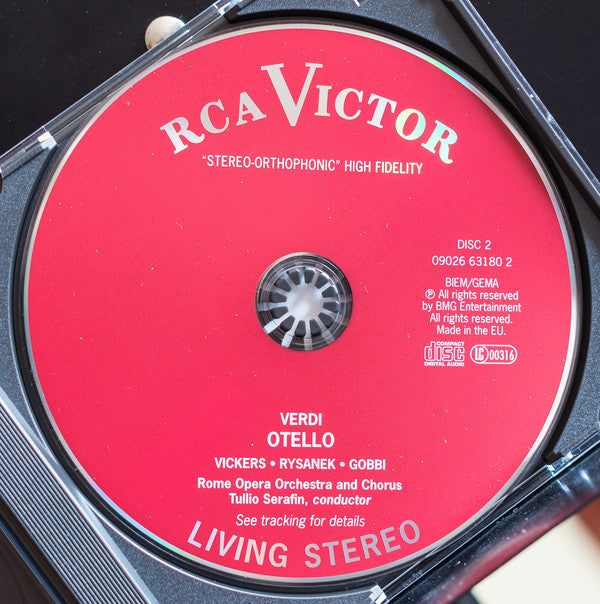 RCA VICTOR
"STEREO-ORTHOPHONIC" HIGH FIDELITY
DISC 2
09026 63180 2
BIEM/GEMA
℗ All rights reserved
by BMG Entertainment
All rights reserved.
Made in the EU.
COMPACT
disc
DIGITAL AUDIO
LC 00316
VERDI
OTELLO
VICKERS • RYSANEK • GOBBI
Rome Opera Orchestra and Chorus
Tullio Serafin, conductor
See tracking for details
LIVING STEREO